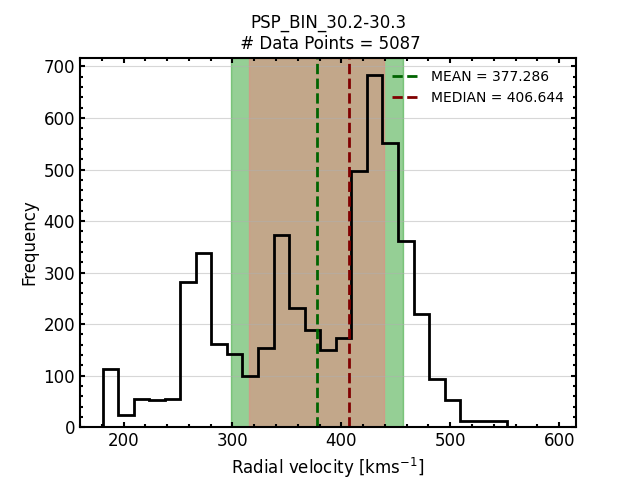 PSP_BIN_30.2-30.3
# Data Points = 5087
MEAN = 377.286
MEDIAN = 406.644
700
600
500
400
300
200
100
0
Frequency
200
300
400
500
600
Radial velocity [kms⁻¹]